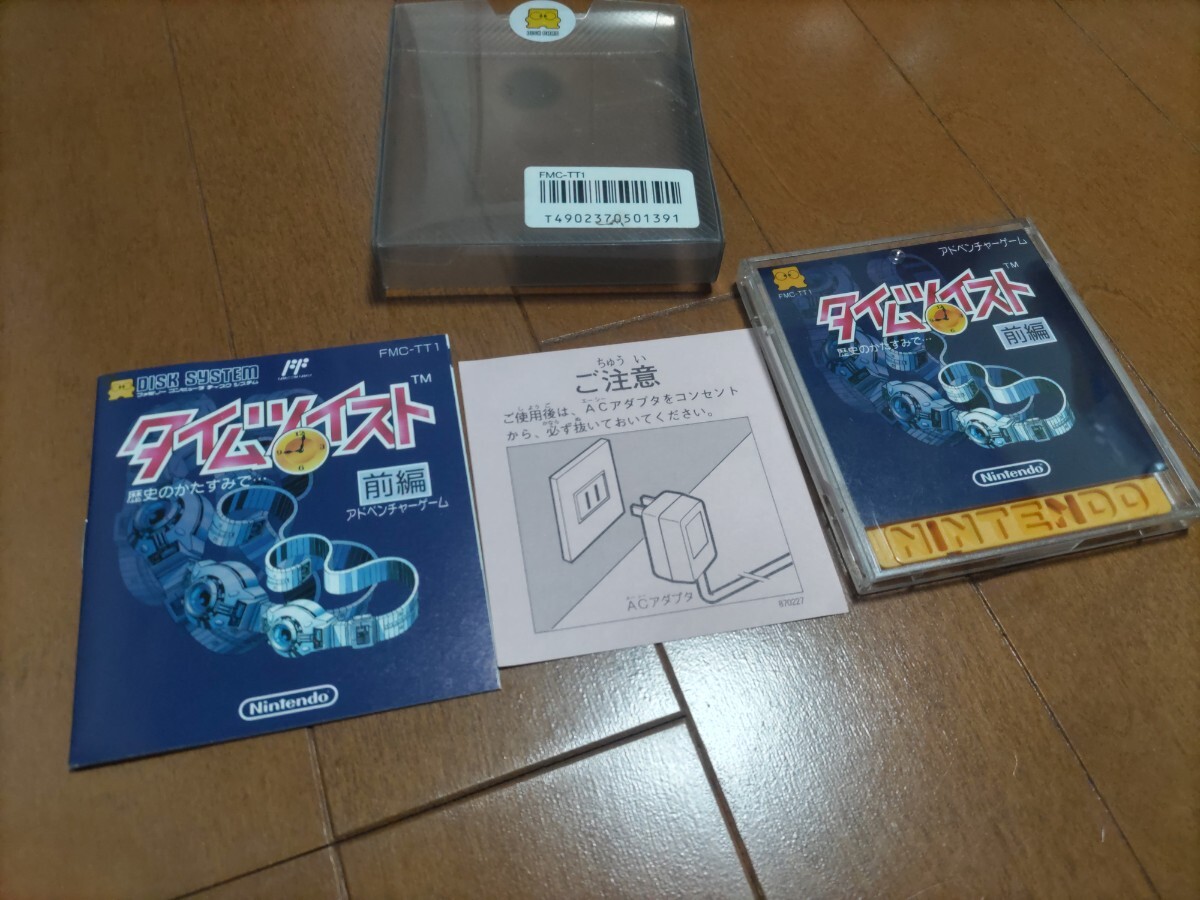 FMC-TT1
T4902370501391
FMC-TT1
DISK SYSTEM
ファミリー コンピュータ ディスク システム
タイムツイスト
TM
歴史のかたすみで…
前編
アドベンチャーゲーム
Nintendo
ちゅうい
ご注意
ご使用後は、ACアダプタをコンセント
から、必ず抜いておいてください。
ACアダプタ
870227
アドベンチャーゲーム
FMC-TT1
タイムツイスト
TM
歴史のかたすみで…
前編
Nintendo
NINTENDO